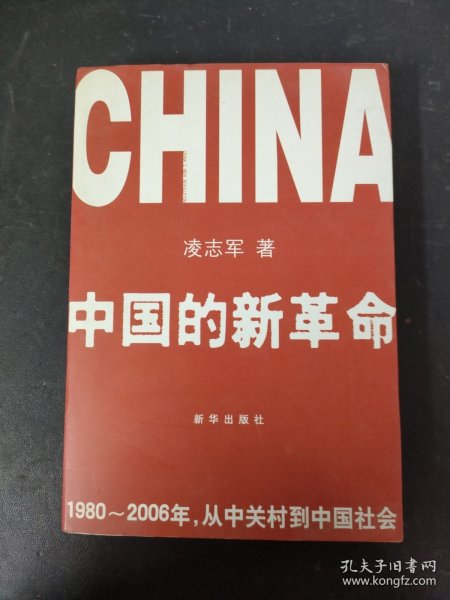 CHINA
凌志军 著
中国的新革命
新华出版社
1980～2006年，从中关村到中国社会
孔夫子旧书网
www.kongfz.com